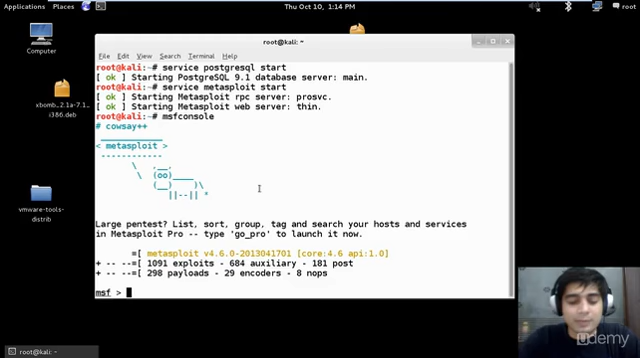 Applications Places Thu Oct 10, 1:14 PM root
Computer
xbomb_2.1a-7.1_
i386.deb
vmware-tools-
distrib
root@kali: ~
File Edit View Search Terminal Help
root@kali:~# service postgresql start
[ ok ] Starting PostgreSQL 9.1 database server: main.
root@kali:~# service metasploit start
[ ok ] Starting Metasploit rpc server: prosvc.
[ ok ] Starting Metasploit web server: thin.
root@kali:~# msfconsole
# cowsay++
< metasploit >
------------
\ ,__,
\ (oo)____
(__) )\
||--|| *
Large pentest? List, sort, group, tag and search your hosts and services
in Metasploit Pro -- type 'go_pro' to launch it now.
=[ metasploit v4.6.0-2013041701 [core:4.6 api:1.0]
+ -- --=[ 1091 exploits - 684 auxiliary - 181 post
+ -- --=[ 298 payloads - 29 encoders - 8 nops
msf >
root@kali: ~
udemy